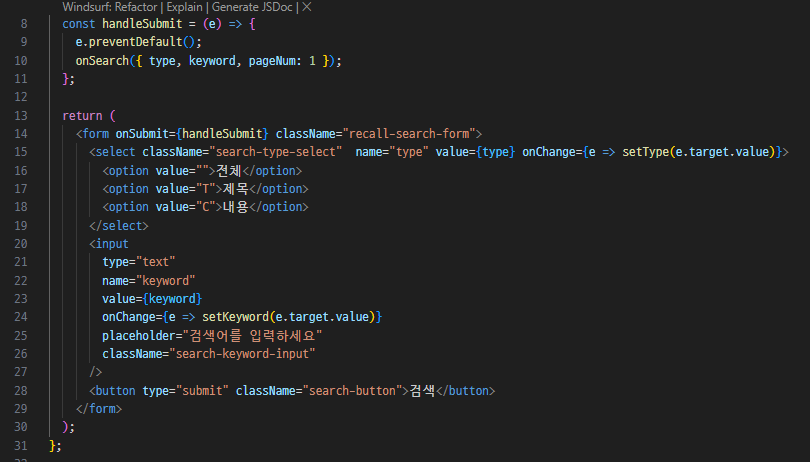 Windsurf: Refactor | Explain | Generate JSDoc | X
8 const handleSubmit = (e) => {
9 e.preventDefault();
10 onSearch({ type, keyword, pageNum: 1 });
11 };
12
13 return (
14 <form onSubmit={handleSubmit} className="recall-search-form">
15 <select className="search-type-select"  name="type" value={type} onChange={e => setType(e.target.value)}>
16 <option value="">전체</option>
17 <option value="T">제목</option>
18 <option value="C">내용</option>
19 </select>
20 <input
21 type="text"
22 name="keyword"
23 value={keyword}
24 onChange={e => setKeyword(e.target.value)}
25 placeholder="검색어를 입력하세요"
26 className="search-keyword-input"
27 />
28 <button type="submit" className="search-button">검색</button>
29 </form>
30 );
31 };